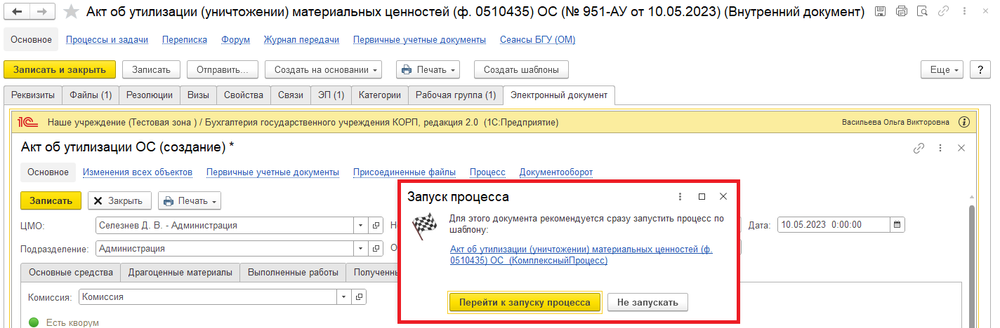 Акт об утилизации (уничтожении) материальных ценностей (ф. 0510435) ОС (№ 951-АУ от 10.05.2023) (Внутренний документ)
Основное Процессы и задачи Переписка Форум Журнал передачи Первичные учетные документы Сеансы БГУ (ОМ)
Записать и закрыть Записать Отправить... Создать на основании Печать Создать шаблоны Еще ?
Реквизиты Файлы (1) Резолюции Визы Свойства Связи ЭП (1) Категории Рабочая группа (1) Электронный документ
1С Наше учреждение (Тестовая зона ) / Бухгалтерия государственного учреждения КОРП, редакция 2.0 (1С:Предприятие) Васильева Ольга Викторовна
Акт об утилизации ОС (создание) *
Основное Изменения всех объектов Первичные учетные документы Присоединенные файлы Процесс Документооборот
Записать Закрыть Печать
ЦМО: Селезнев Д. В. - Администрация Дата: 10.05.2023 0:00:00
Подразделение: Администрация
Основные средства Драгоценные материалы Выполненные работы
Комиссия: Комиссия
Есть кворум
Запуск процесса
Для этого документа рекомендуется сразу запустить процесс по
шаблону:
Акт об утилизации (уничтожении) материальных ценностей (ф.
0510435) ОС (КомплексныйПроцесс)
Перейти к запуску процесса Не запускать